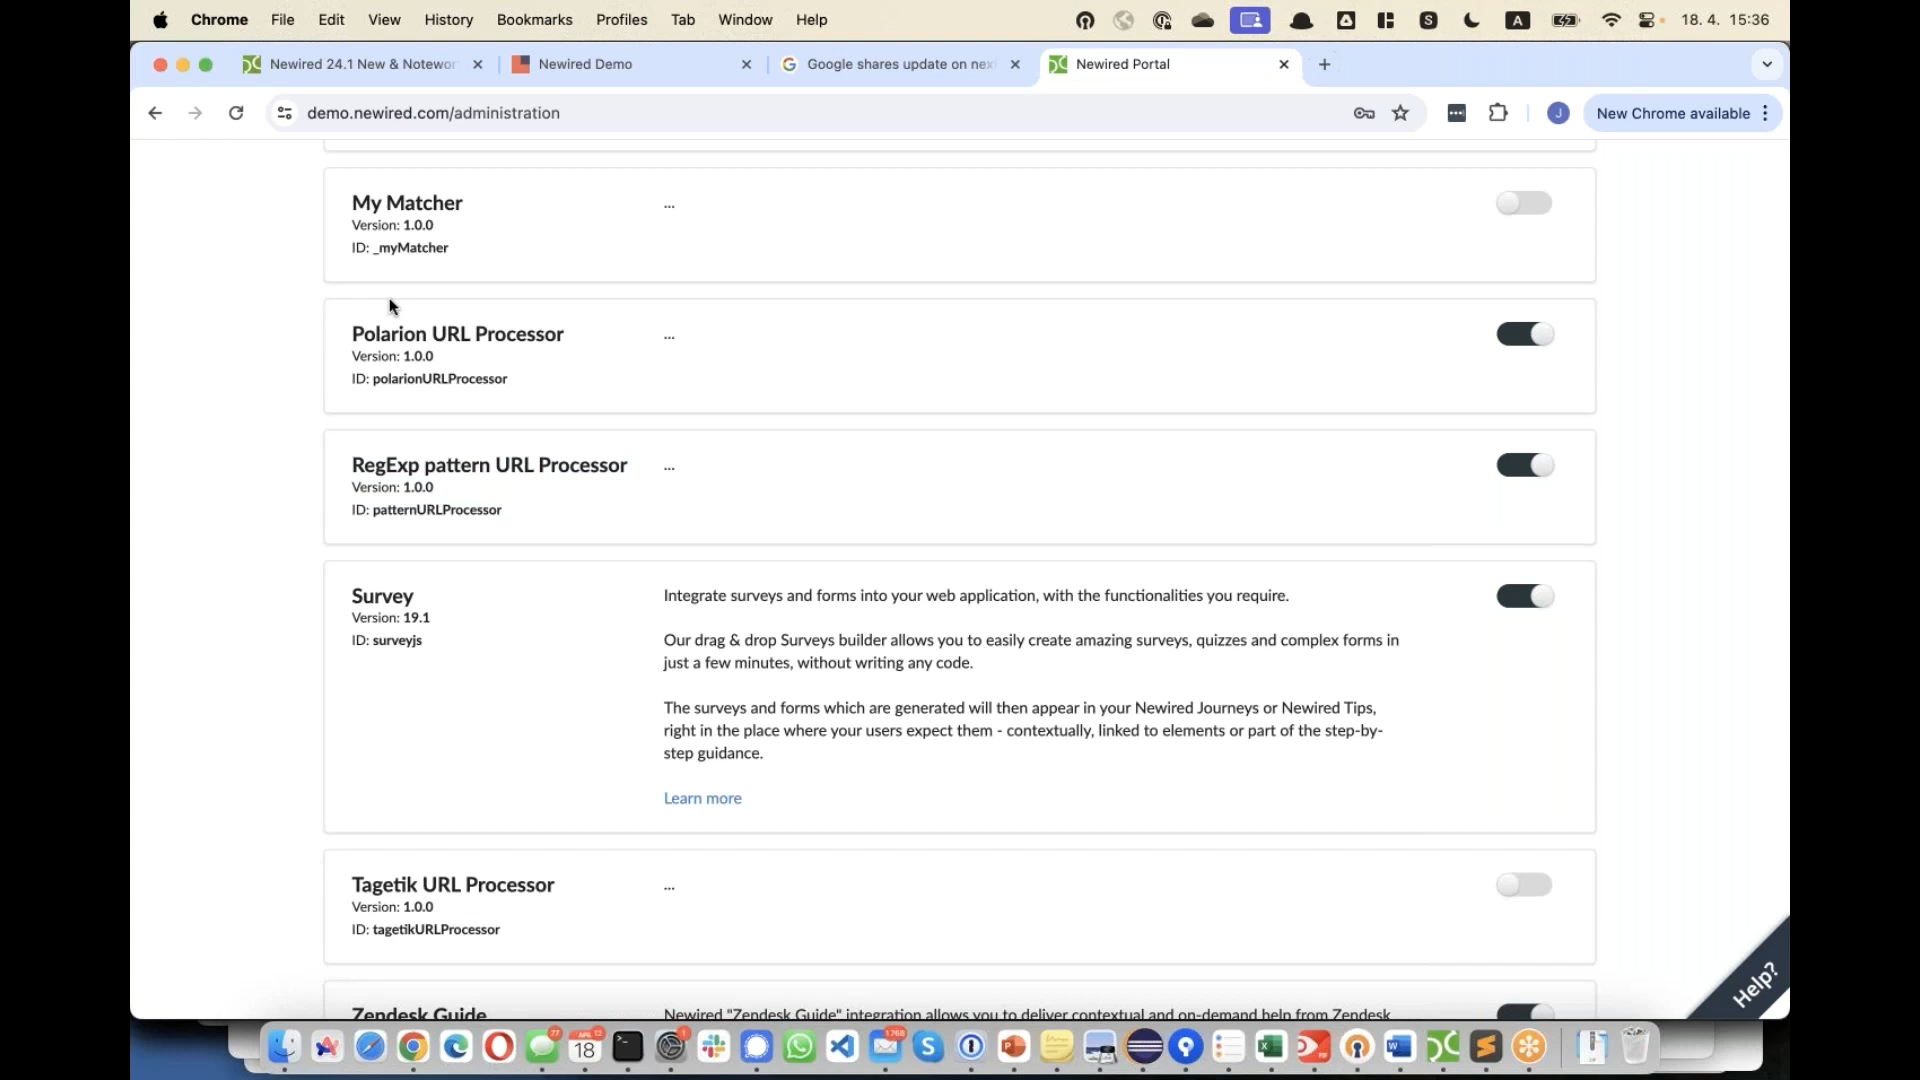 Chrome File Edit View History Bookmarks Profiles Tab Window Help 18. 4. 15:36
Newired 24.1 New & Notewor Newired Demo Google shares update on nex Newired Portal
demo.newired.com/administration New Chrome available
My Matcher ...
Version: 1.0.0
ID: _myMatcher
Polarion URL Processor ...
Version: 1.0.0
ID: polarionURLProcessor
RegExp pattern URL Processor ...
Version: 1.0.0
ID: patternURLProcessor
Survey
Version: 19.1
ID: surveyjs
Integrate surveys and forms into your web application, with the functionalities you require.
Our drag & drop Surveys builder allows you to easily create amazing surveys, quizzes and complex forms in
just a few minutes, without writing any code.
The surveys and forms which are generated will then appear in your Newired Journeys or Newired Tips,
right in the place where your users expect them - contextually, linked to elements or part of the step-by-
step guidance.
Learn more
Tagetik URL Processor ...
Version: 1.0.0
ID: tagetikURLProcessor
Zendesk Guide Newired "Zendesk Guide" integration allows you to deliver contextual and on-demand help from Zendesk
Help?
18